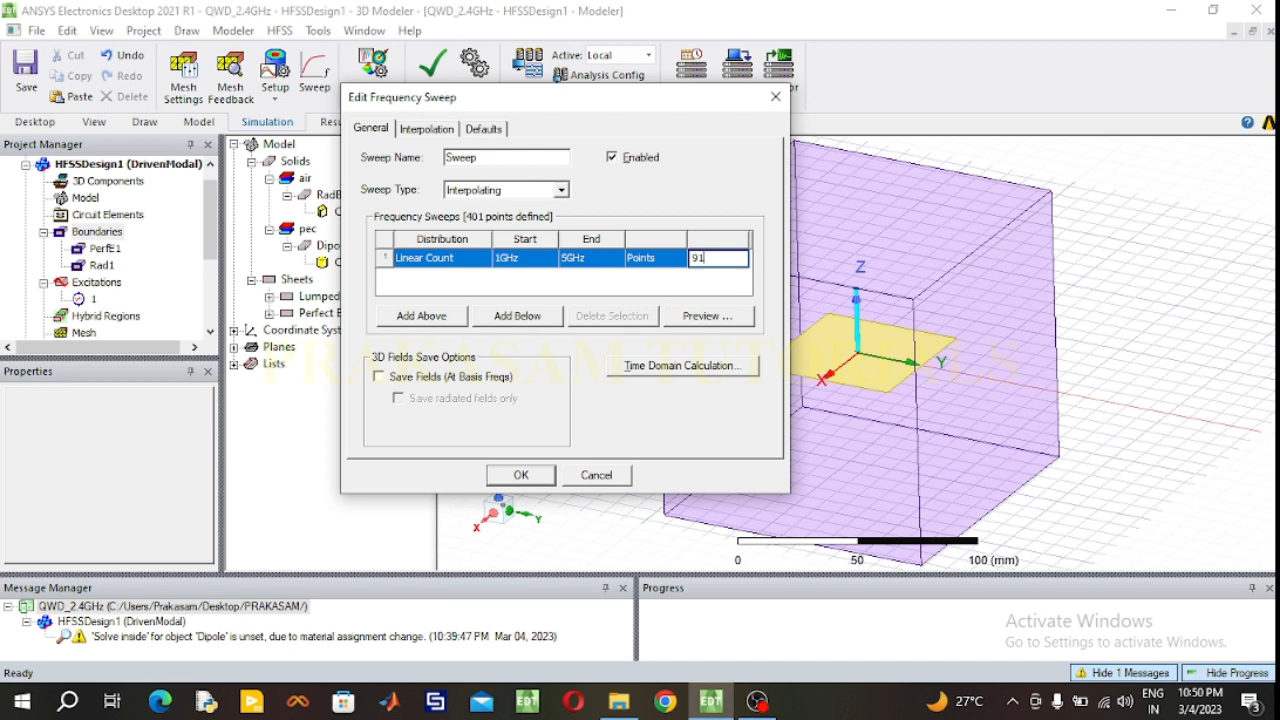 ANSYS Electronics Desktop 2021 R1 - QWD_2.4GHz - HFSSDesign1 - 3D Modeler - [QWD_2.4GHz - HFSSDesign1 - Modeler]
File Edit View Project Draw Modeler HFSS Tools Window Help
Save
Cut
Copy
Paste
Undo
Redo
Delete
Mesh Settings
Mesh Feedback
Setup
Sweep
Active: Local
Analysis Config
Desktop View Draw Model Simulation
Project Manager
HFSSDesign1 (DrivenModal)
3D Components
Model
Circuit Elements
Boundaries
PerfE1
Rad1
Excitations
1
Hybrid Regions
Mesh
Properties
Model
Solids
air
pec
Sheets
Lumped
Planes
Lists
Edit Frequency Sweep
General Interpolation Defaults
Sweep Name: Sweep
Enabled
Sweep Type: Interpolating
Frequency Sweeps [401 points defined]
Distribution Start End
1 Linear Count 1GHz 5GHz Points 91
Add Above Add Below Delete Selection Preview ...
3D Fields Save Options
Save Fields (At Basis Freqs)
Save radiated fields only
Time Domain Calculation...
OK Cancel
Z
Y
X
X
Y
0 50 100 (mm)
Message Manager
QWD_2.4GHz (C:/Users/Prakasam/Desktop/PRAKASAM/)
HFSSDesign1 (DrivenModal)
'Solve inside' for object 'Dipole' is unset, due to material assignment change. (10:39:47 PM Mar 04, 2023)
Progress
Activate Windows
Go to Settings to activate Windows.
Ready
Hide 1 Messages
Hide Progress
27°C
ENG
IN
10:50 PM
3/4/2023
3